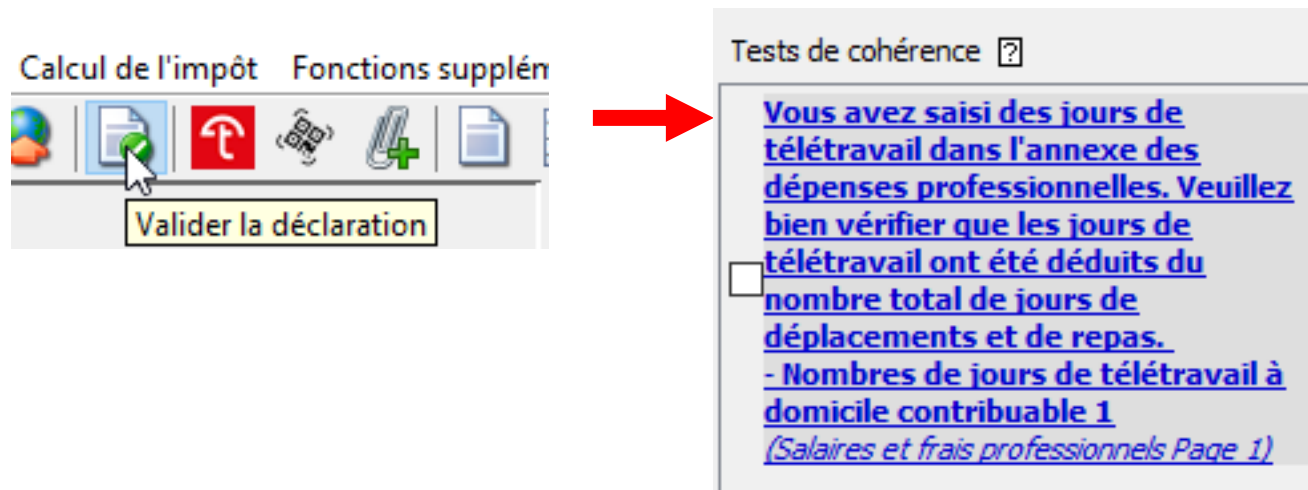 Calcul de l'impôt Fonctions supplém
Valider la déclaration
Tests de cohérence ?
Vous avez saisi des jours de
télétravail dans l'annexe des
dépenses professionnelles. Veuillez
bien vérifier que les jours de
télétravail ont été déduits du
nombre total de jours de
déplacements et de repas.
- Nombres de jours de télétravail à
domicile contribuable 1
(Salaires et frais professionnels Page 1)